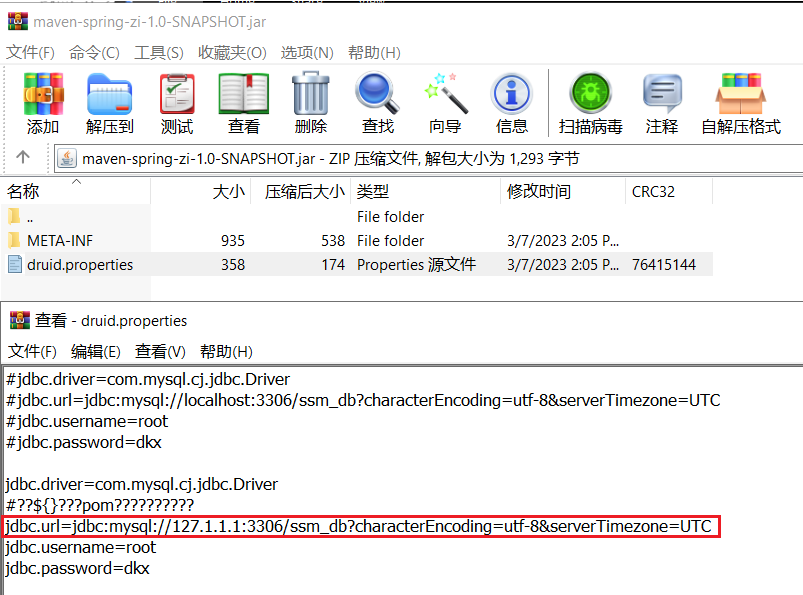 maven-spring-zi-1.0-SNAPSHOT.jar
文件(F) 命令(C) 工具(S) 收藏夹(O) 选项(N) 帮助(H)
添加 解压到 测试 查看 删除 查找 向导 信息 扫描病毒 注释 自解压格式
maven-spring-zi-1.0-SNAPSHOT.jar - ZIP 压缩文件, 解包大小为 1,293 字节
名称 大小 压缩后大小 类型 修改时间 CRC32
.. File folder
META-INF 935 538 File folder 3/7/2023 2:05 P...
druid.properties 358 174 Properties 源文件 3/7/2023 2:05 P... 76415144
查看 - druid.properties
文件(F) 编辑(E) 查看(V) 帮助(H)
#jdbc.driver=com.mysql.cj.jdbc.Driver
#jdbc.url=jdbc:mysql://localhost:3306/ssm_db?characterEncoding=utf-8&serverTimezone=UTC
#jdbc.username=root
#jdbc.password=dkx
jdbc.driver=com.mysql.cj.jdbc.Driver
#??${}???pom??????????
jdbc.url=jdbc:mysql://127.1.1.1:3306/ssm_db?characterEncoding=utf-8&serverTimezone=UTC
jdbc.username=root
jdbc.password=dkx